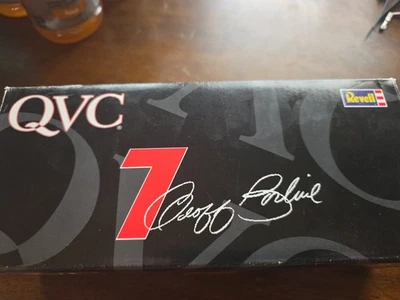 QVC®
Revell
7
Geoff Bodine